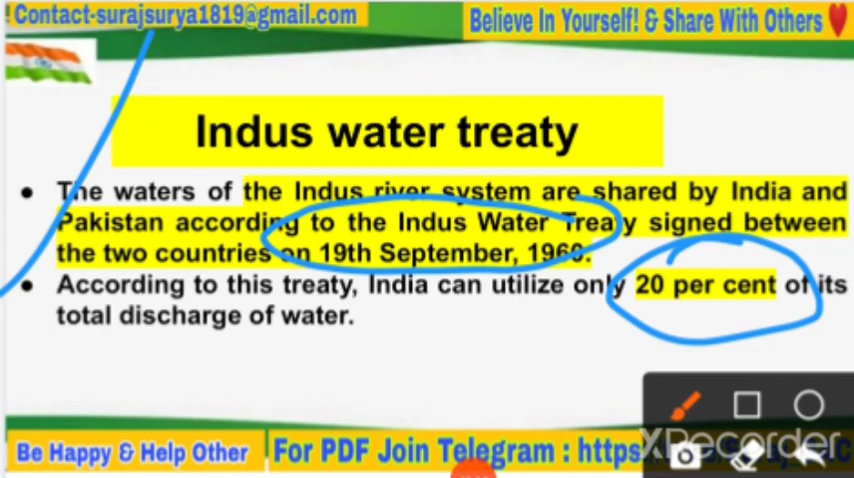 Contact-surajsurya1819@gmail.com
Believe In Yourself! & Share With Others
Indus water treaty
• The waters of the Indus river system are shared by India and
Pakistan according to the Indus Water Treaty signed between
the two countries on 19th September, 1960.
• According to this treaty, India can utilize only 20 per cent of its
total discharge of water.
XRecorder
Be Happy & Help Other
For PDF Join Telegram : https